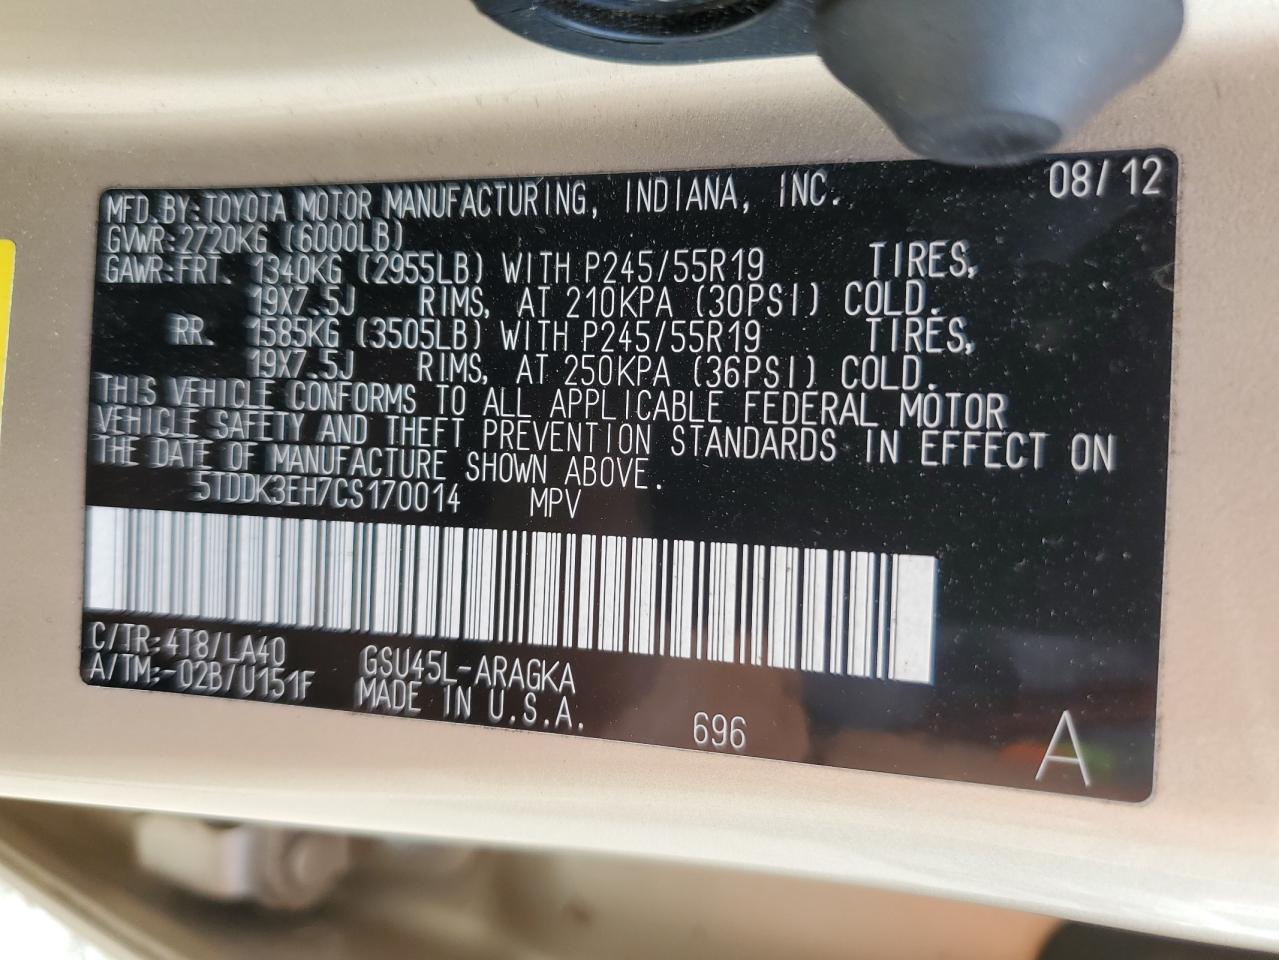 08/12
MFD.BY:TOYOTA MOTOR MANUFACTURING, INDIANA, INC.
GVWR:2720KG (6000LB)
GAWR:FRT. 1340KG (2955LB) WITH P245/55R19 TIRES,
19X7.5J RIMS, AT 210KPA (30PSI) COLD.
RR. 1585KG (3505LB) WITH P245/55R19 TIRES,
19X7.5J RIMS, AT 250KPA (36PSI) COLD.
THIS VEHICLE CONFORMS TO ALL APPLICABLE FEDERAL MOTOR
VEHICLE SAFETY AND THEFT PREVENTION STANDARDS IN EFFECT ON
THE DATE OF MANUFACTURE SHOWN ABOVE.
5TDDK3EH7CS170014 MPV
C/TR:4T8/LA40 GSU45L-ARAGKA
A/TM:-02B/U151F MADE IN U.S.A.
696
A